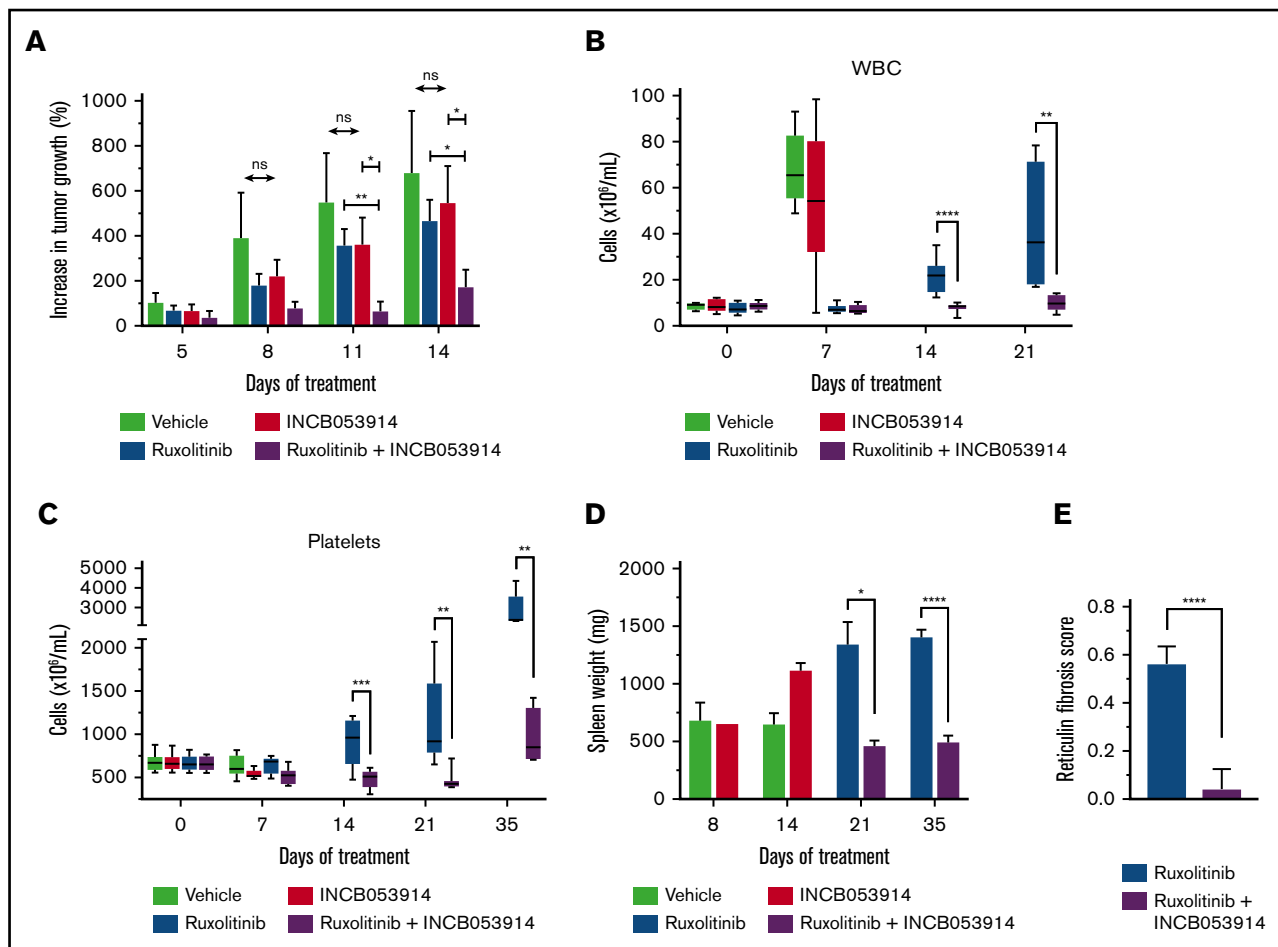 A
Increase in tumor growth (%)
1000
800
600
400
200
0
ns
ns
ns
*
**
*
*
5 8 11 14
Days of treatment
Vehicle INCB053914
Ruxolitinib Ruxolitinib + INCB053914
B
WBC
Cells (x10⁶/mL)
100
80
60
40
20
0
****
**
0 7 14 21
Days of treatment
Vehicle INCB053914
Ruxolitinib Ruxolitinib + INCB053914
C
Platelets
Cells (x10⁶/mL)
5000
4000
3000
2000
1500
1000
500
***
**
**
0 7 14 21 35
Days of treatment
Vehicle INCB053914
Ruxolitinib Ruxolitinib + INCB053914
D
Spleen weight (mg)
2000
1500
1000
500
0
*
****
8 14 21 35
Days of treatment
Vehicle INCB053914
Ruxolitinib Ruxolitinib + INCB053914
E
Reticulin fibrosis score
0.8
0.6
0.4
0.2
0.0
****
Ruxolitinib
Ruxolitinib +
INCB053914